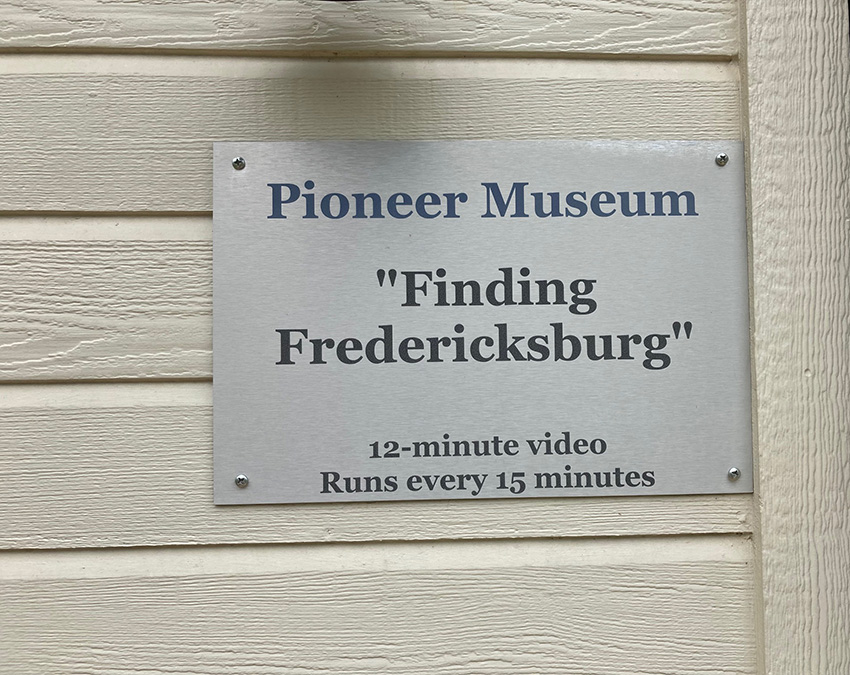 Pioneer Museum
"Finding
Fredericksburg"
12-minute video
Runs every 15 minutes